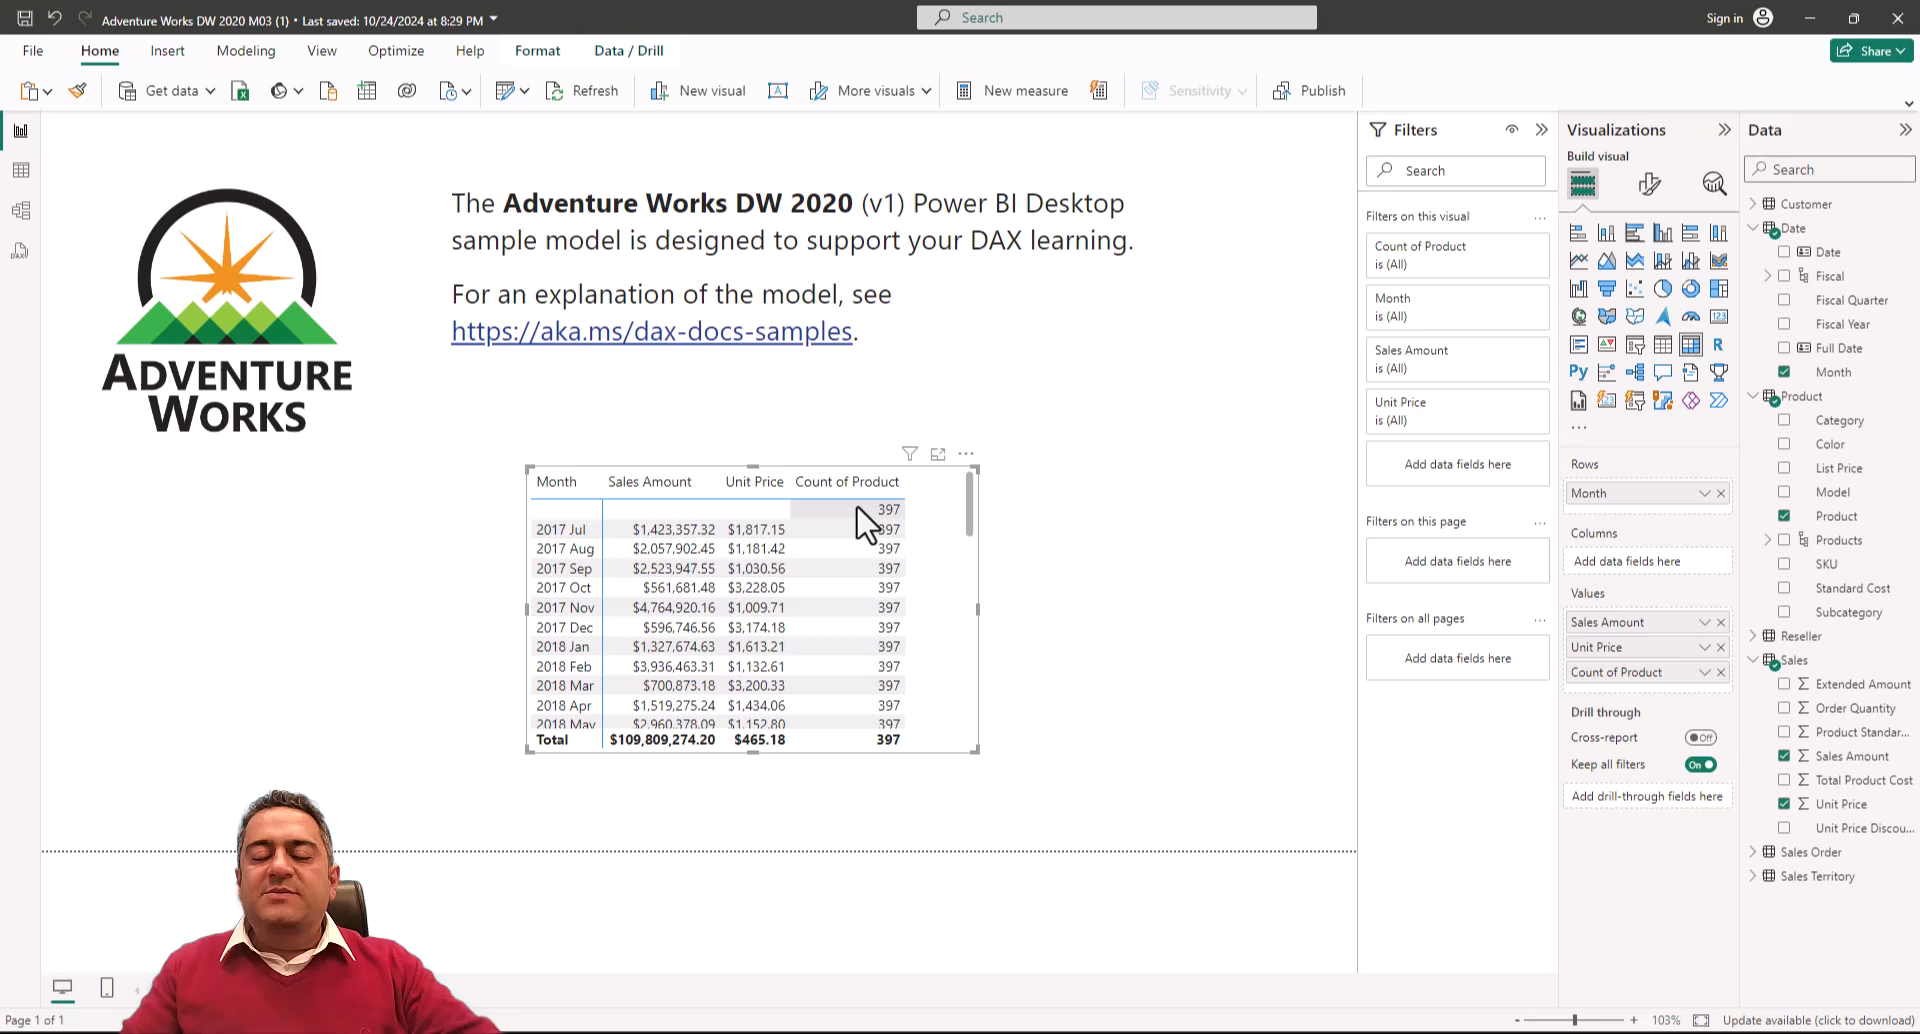 Adventure Works DW 2020 M03 (1) • Last saved: 10/24/2024 at 8:29 PM
Search
Sign in
File
Home
Insert
Modeling
View
Optimize
Help
Format
Data / Drill
Share
Get data
Refresh
New visual
More visuals
New measure
Sensitivity
Publish
ADVENTURE
WORKS
The Adventure Works DW 2020 (v1) Power BI Desktop
sample model is designed to support your DAX learning.
For an explanation of the model, see
https://aka.ms/dax-docs-samples.
Month Sales Amount Unit Price Count of Product
397
2017 Jul $1,423,357.32 $1,817.15 397
2017 Aug $2,057,902.45 $1,181.42 397
2017 Sep $2,523,947.55 $1,030.56 397
2017 Oct $561,681.48 $3,228.05 397
2017 Nov $4,764,920.16 $1,009.71 397
2017 Dec $596,746.56 $3,174.18 397
2018 Jan $1,327,674.63 $1,613.21 397
2018 Feb $3,936,463.31 $1,132.61 397
2018 Mar $700,873.18 $3,200.33 397
2018 Apr $1,519,275.24 $1,434.06 397
2018 May $2,960,378.09 $1,152.80 397
Total $109,809,274.20 $465.18 397
Filters
Search
Filters on this visual
Count of Product
is (All)
Month
is (All)
Sales Amount
is (All)
Unit Price
is (All)
Add data fields here
Filters on this page
Add data fields here
Filters on all pages
Add data fields here
Visualizations
Build visual
123
R
Py
Rows
Month
Columns
Add data fields here
Values
Sales Amount
Unit Price
Count of Product
Drill through
Cross-report
Off
Keep all filters
On
Add drill-through fields here
Data
Search
Customer
Date
Date
Fiscal
Fiscal Quarter
Fiscal Year
Full Date
Month
Product
Category
Color
List Price
Model
Product
Products
SKU
Standard Cost
Subcategory
Reseller
Sales
Extended Amount
Order Quantity
Product Standar...
Sales Amount
Total Product Cost
Unit Price
Unit Price Discou...
Sales Order
Sales Territory
Page 1 of 1
- + 103%
Update available (click to download)